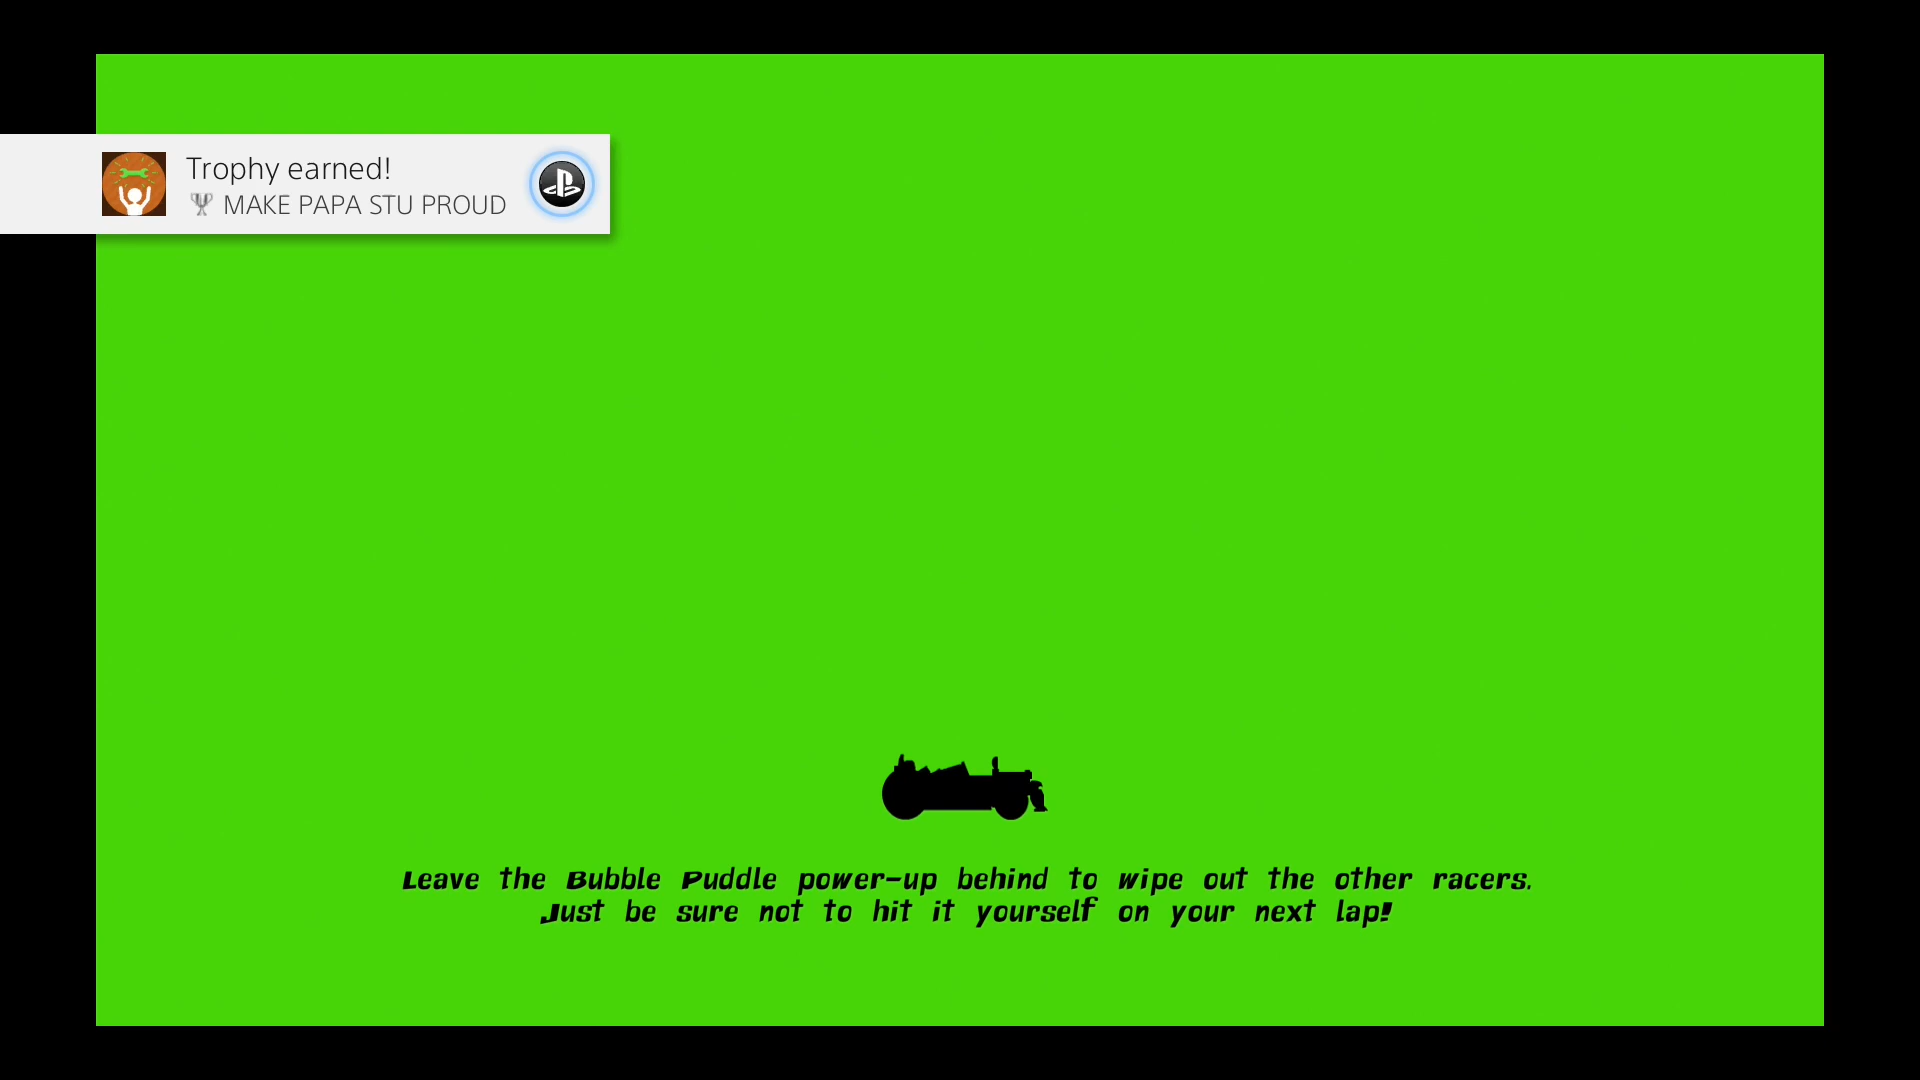 Trophy earned!
MAKE PAPA STU PROUD
Leave the Bubble Puddle power-up behind to wipe out the other racers.
Just be sure not to hit it yourself on your next lap!